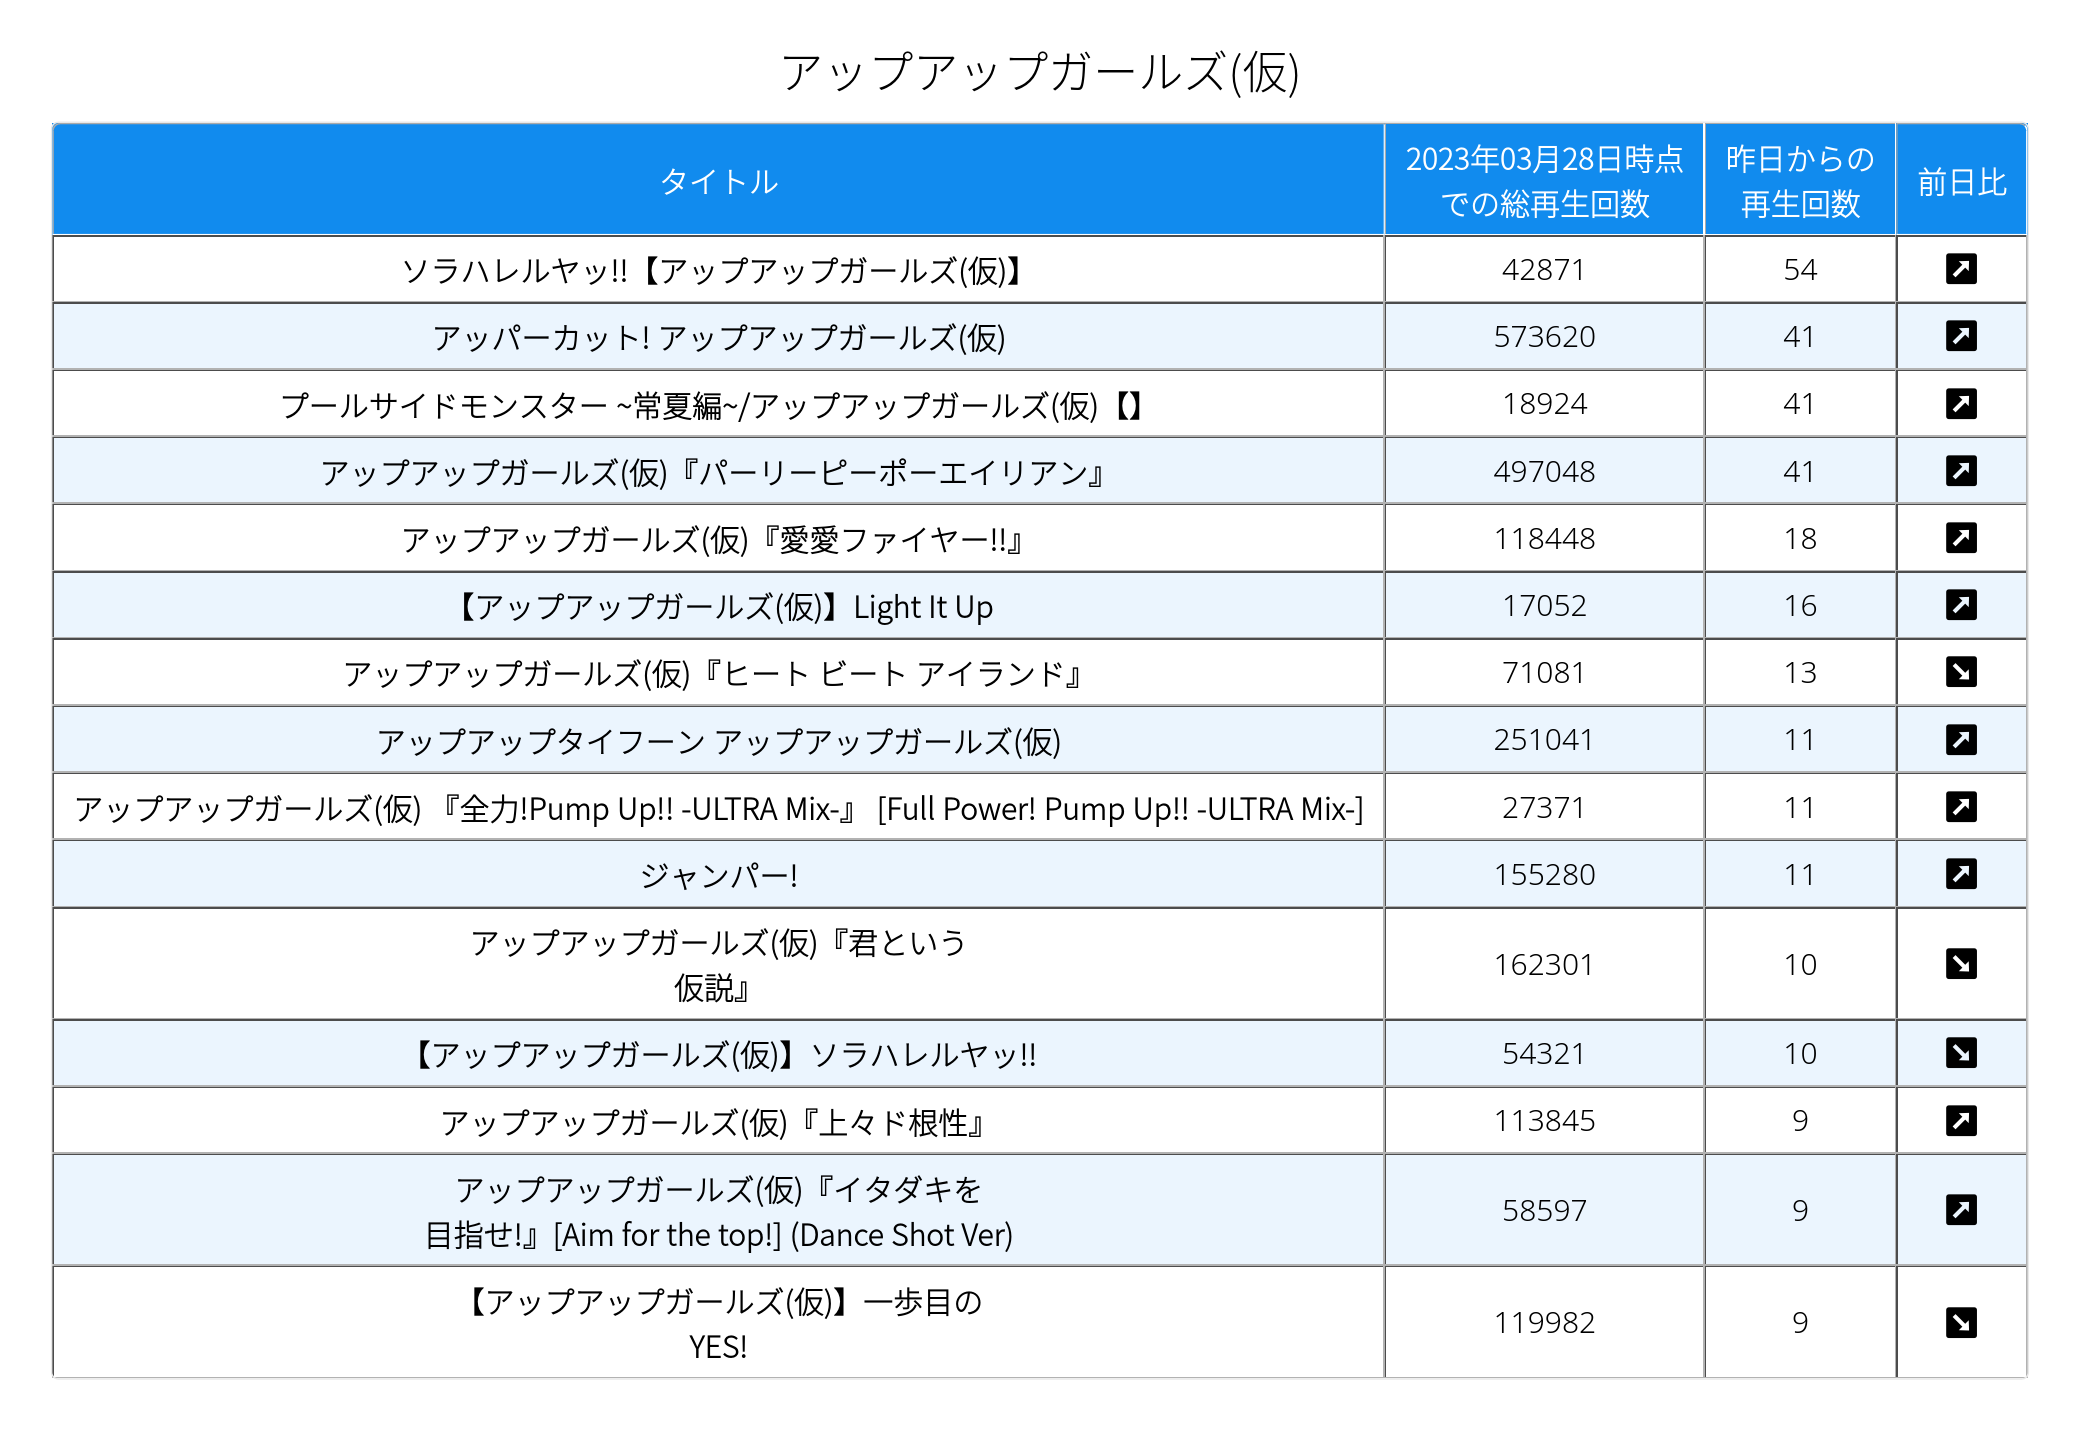 アップアップガールズ(仮)
タイトル
2023年03月28日時点
での総再生回数
昨日からの
再生回数
前日比
ソラハレルヤッ!!【アップアップガールズ(仮)】 42871 54
アッパーカット! アップアップガールズ(仮) 573620 41
プールサイドモンスター ~常夏編~/アップアップガールズ(仮)【】 18924 41
アップアップガールズ(仮)『パーリーピーポーエイリアン』 497048 41
アップアップガールズ(仮)『愛愛ファイヤー!!』 118448 18
【アップアップガールズ(仮)】Light It Up 17052 16
アップアップガールズ(仮)『ヒート ビート アイランド』 71081 13
アップアップタイフーン アップアップガールズ(仮) 251041 11
アップアップガールズ(仮) 『全力!Pump Up!! -ULTRA Mix-』 [Full Power! Pump Up!! -ULTRA Mix-] 27371 11
ジャンパー! 155280 11
アップアップガールズ(仮)『君という
仮説』
162301 10
【アップアップガールズ(仮)】ソラハレルヤッ!! 54321 10
アップアップガールズ(仮)『上々ド根性』 113845 9
アップアップガールズ(仮)『イタダキを
目指せ!』[Aim for the top!] (Dance Shot Ver)
58597 9
【アップアップガールズ(仮)】一歩目の
YES!
119982 9